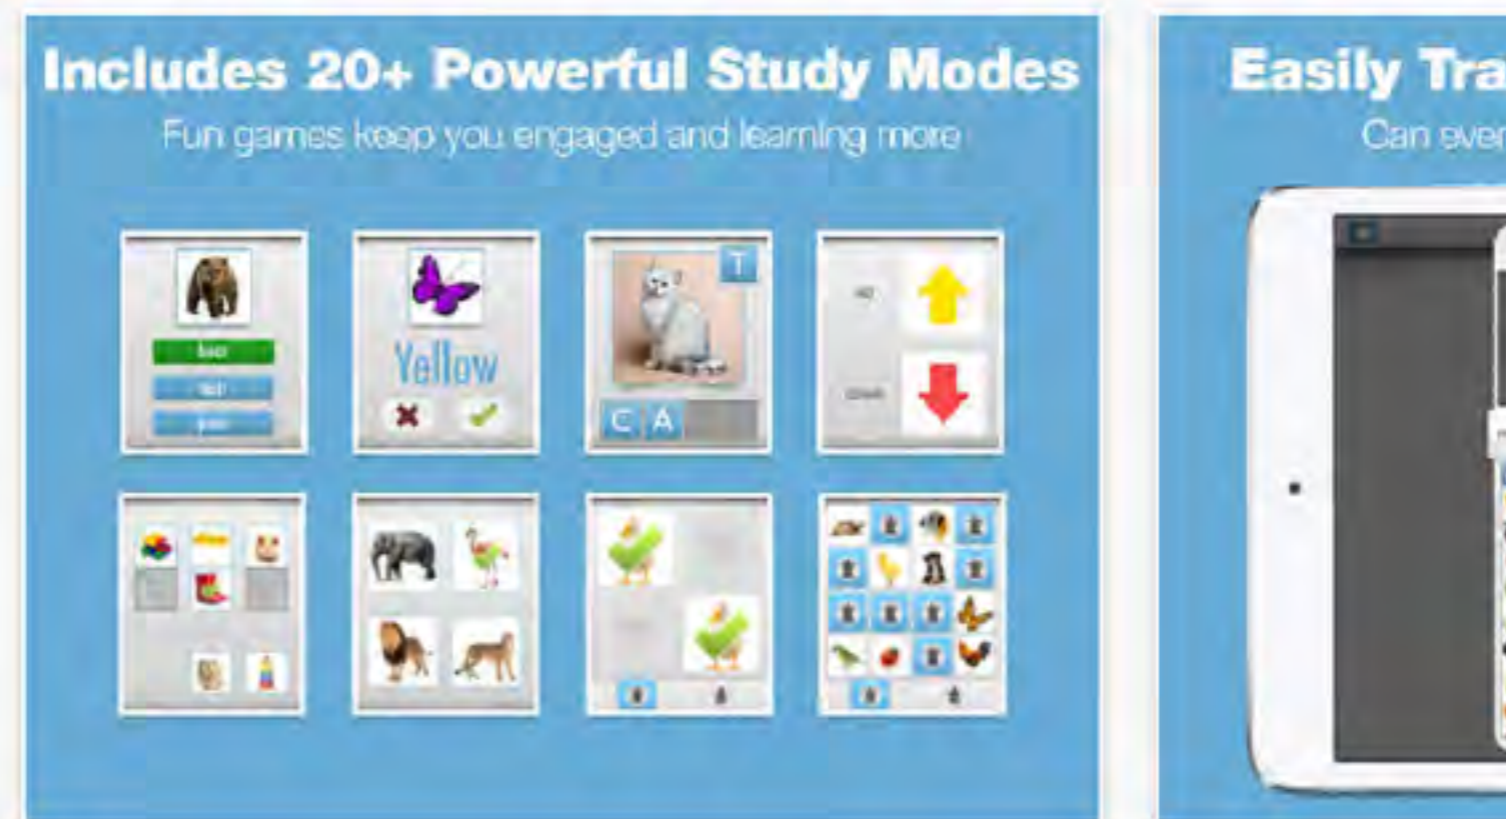 Includes 20+ Powerful Study Modes
Fun games keep you engaged and learning more
T
Yellow
C A
Easily Tra
Can ever